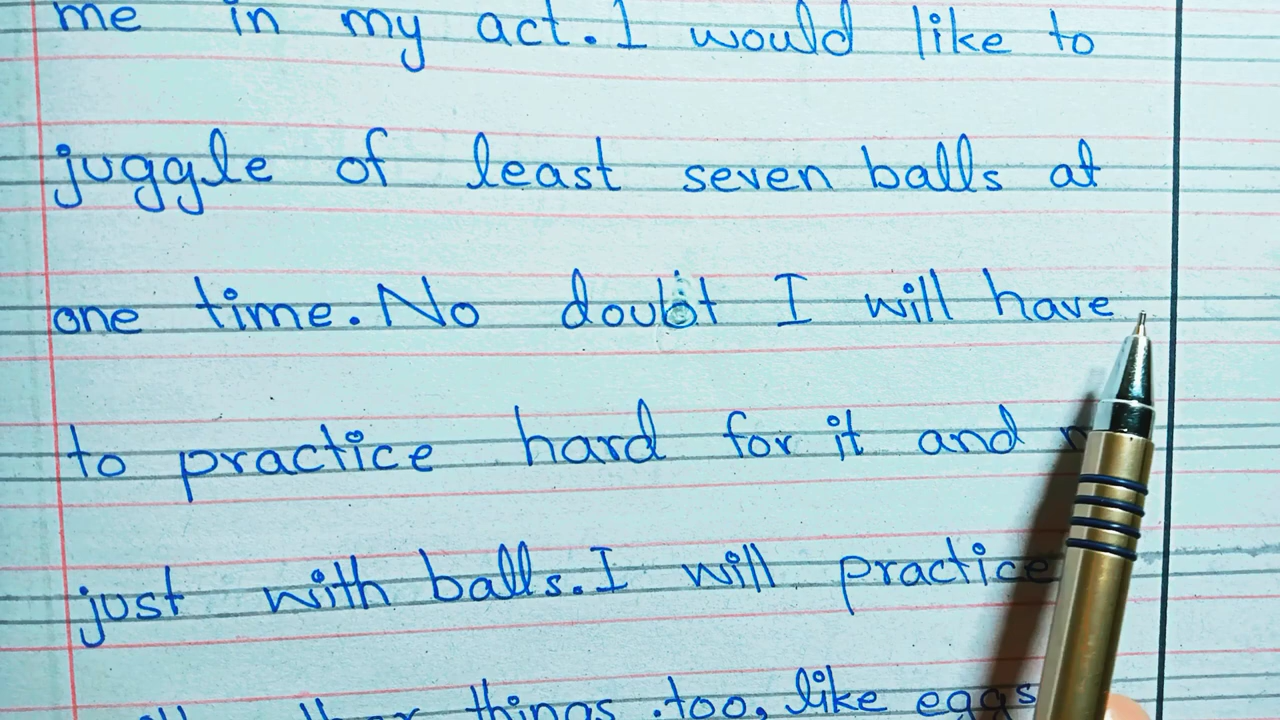 me in my act. I would like to
juggle of least seven balls at
one time. No doubt I will have
to practice hard for it and
just with balls. I will practice
things. too, like eggs